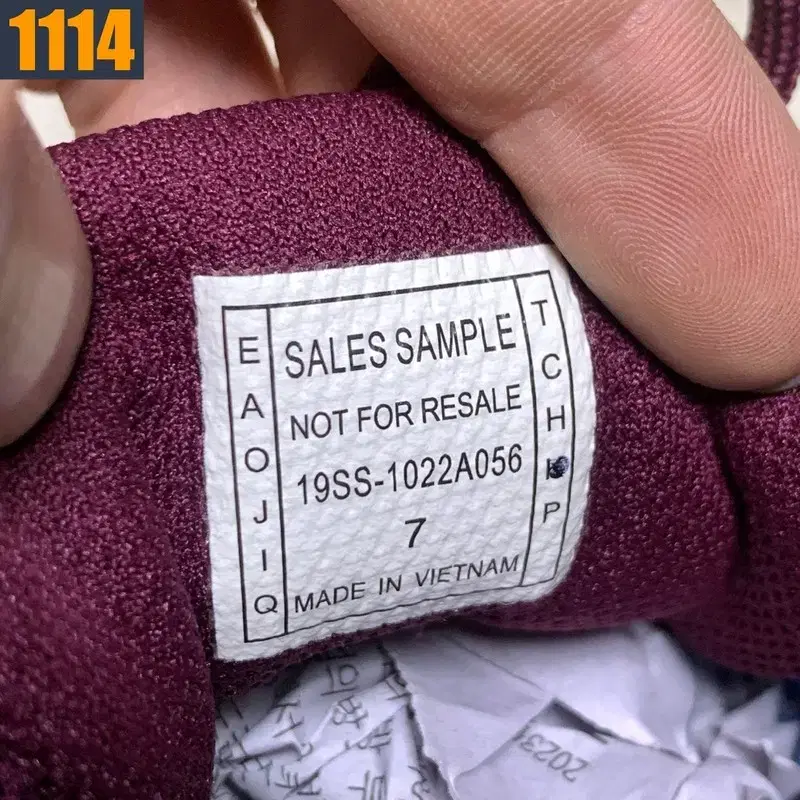 1114
E
A
O
J
I
Q
SALES SAMPLE
NOT FOR RESALE
19SS-1022A056
7
MADE IN VIETNAM
T
C
H
P
2023